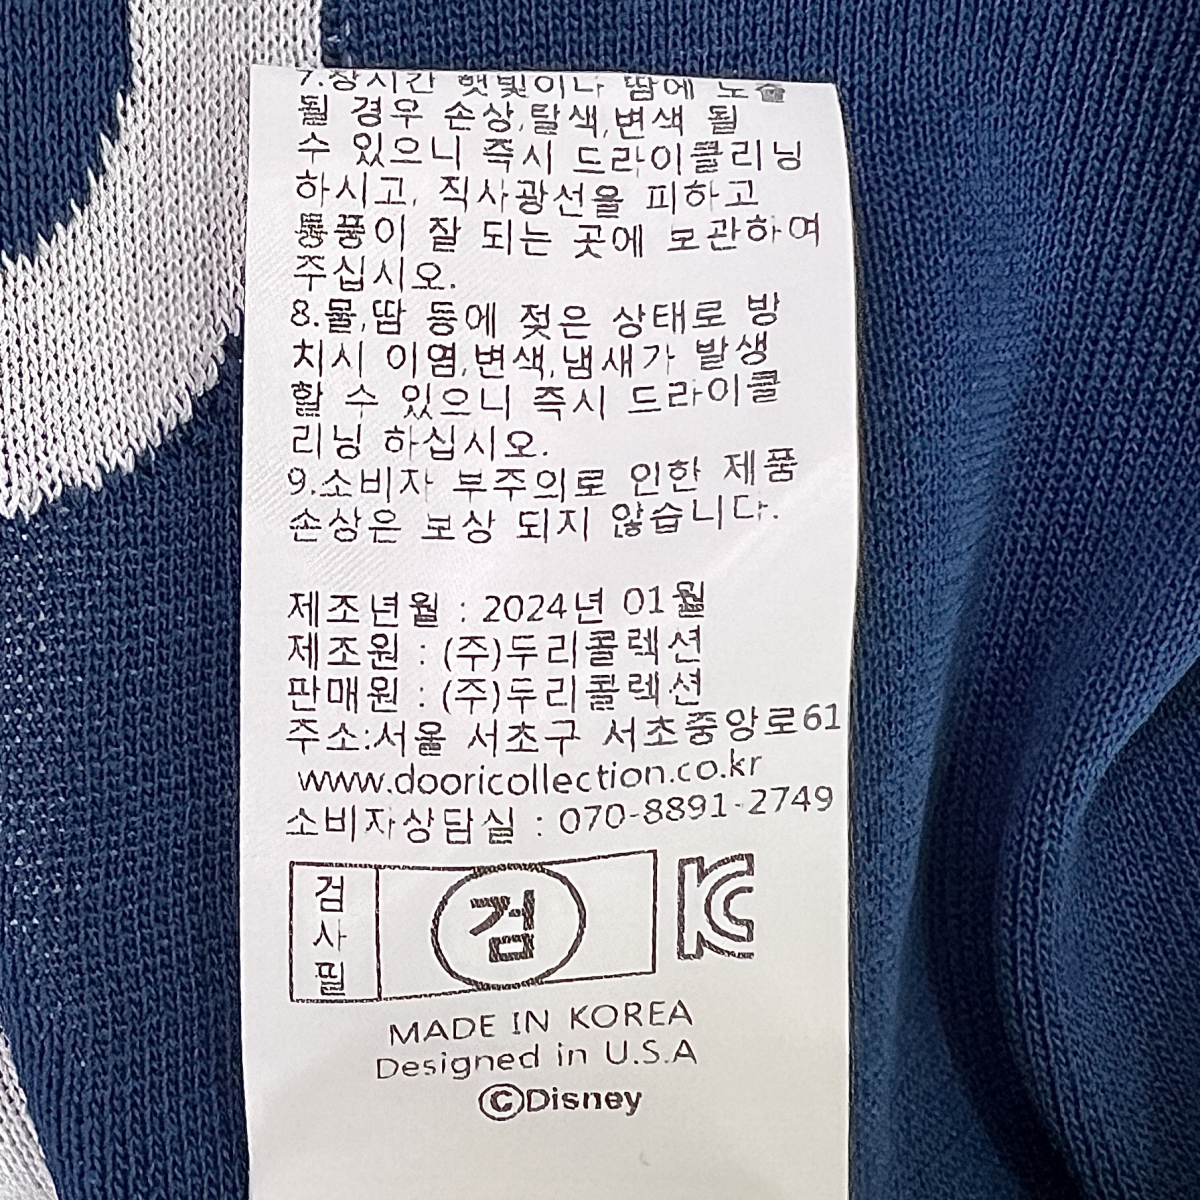 7.장시간 햇빛이나 땀에 노출
될 경우 손상,탈색,변색 될
수 있으니 즉시 드라이클리닝
하시고, 직사광선을 피하고
통풍이 잘 되는 곳에 보관하여
주십시오.
8.물,땀 등에 젖은 상태로 방
치시 이염,변색,냄새가 발생
할 수 있으니 즉시 드라이클
리닝 하십시오.
9.소비자 부주의로 인한 제품
손상은 보상 되지 않습니다.
제조년월 : 2024년 01월
제조원 : (주)두리콜렉션
판매원 : (주)두리콜렉션
주소:서울 서초구 서초중앙로61
www.dooricollection.co.kr
소비자상담실 : 070-8891-2749
검사필
검
KC
MADE IN KOREA
Designed in U.S.A
©Disney